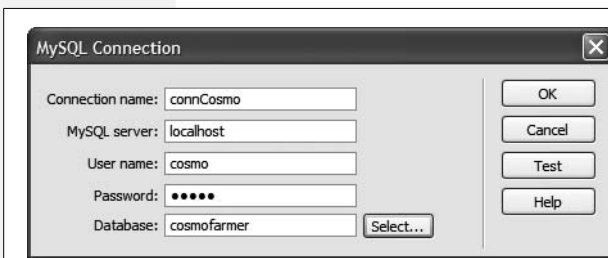 MySQL Connection
Connection name: connCosmo
OK
MySQL server: localhost
Cancel
User name: cosmo
Test
Password: •••••
Help
Database: cosmofarmer Select...